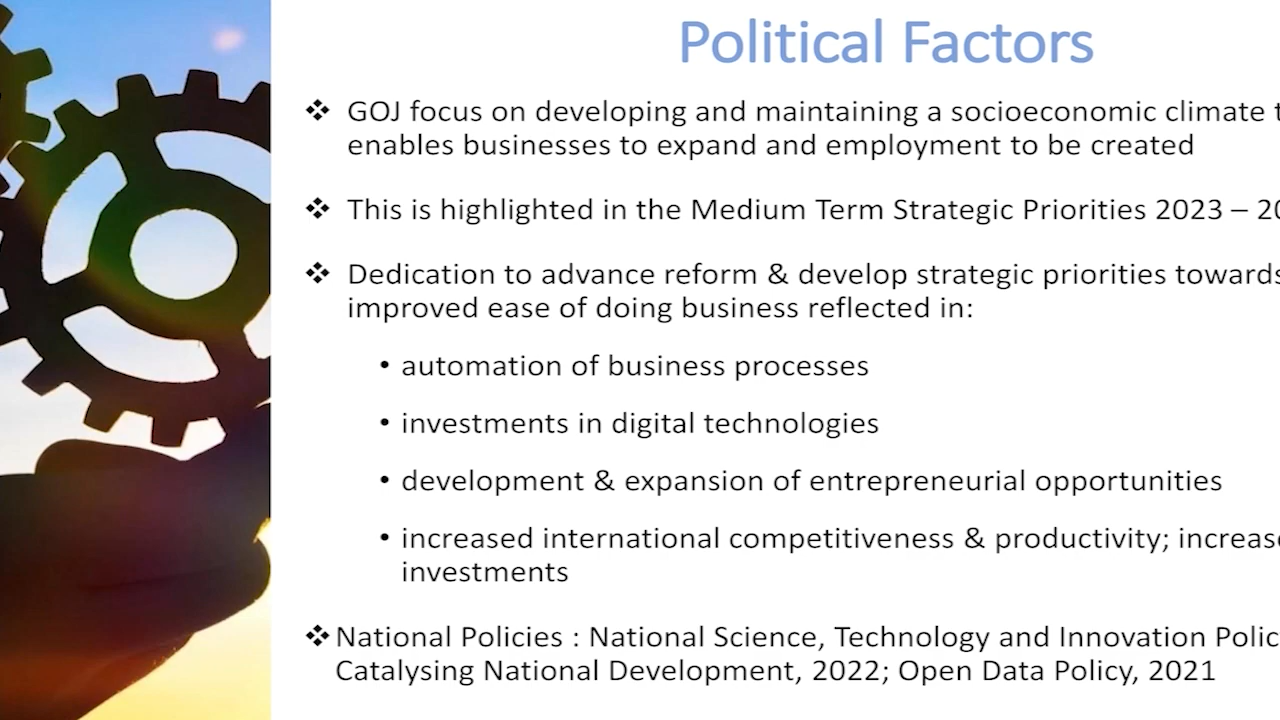 Political Factors
❖ GOJ focus on developing and maintaining a socioeconomic climate
enables businesses to expand and employment to be created
❖ This is highlighted in the Medium Term Strategic Priorities 2023 –
❖ Dedication to advance reform & develop strategic priorities towards
improved ease of doing business reflected in:
• automation of business processes
• investments in digital technologies
• development & expansion of entrepreneurial opportunities
• increased international competitiveness & productivity;
investments
❖ National Policies : National Science, Technology and Innovation
Catalysing National Development, 2022; Open Data Policy, 2021